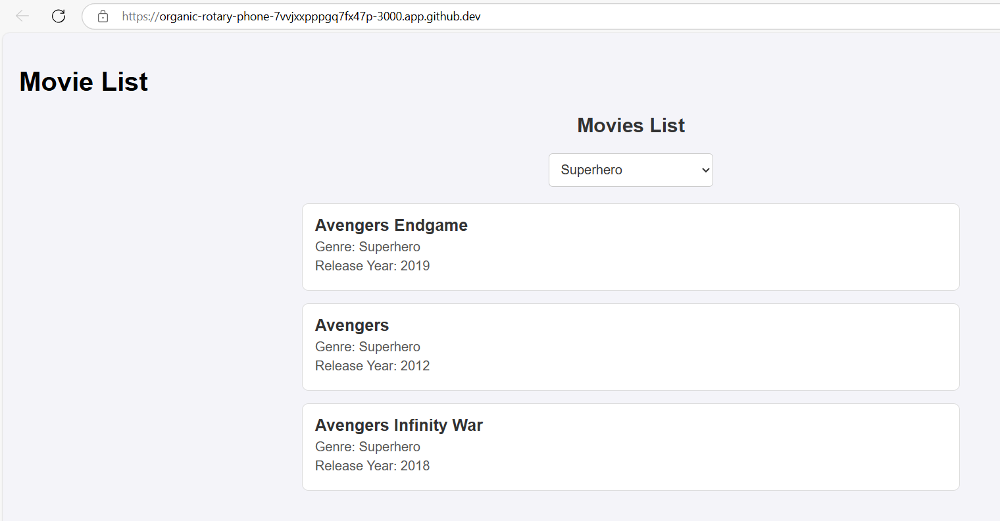 https://organic-rotary-phone-7vvjxxpppgq7fx47p-3000.app.github.dev
Movie List
Movies List
Superhero
Avengers Endgame
Genre: Superhero
Release Year: 2019
Avengers
Genre: Superhero
Release Year: 2012
Avengers Infinity War
Genre: Superhero
Release Year: 2018